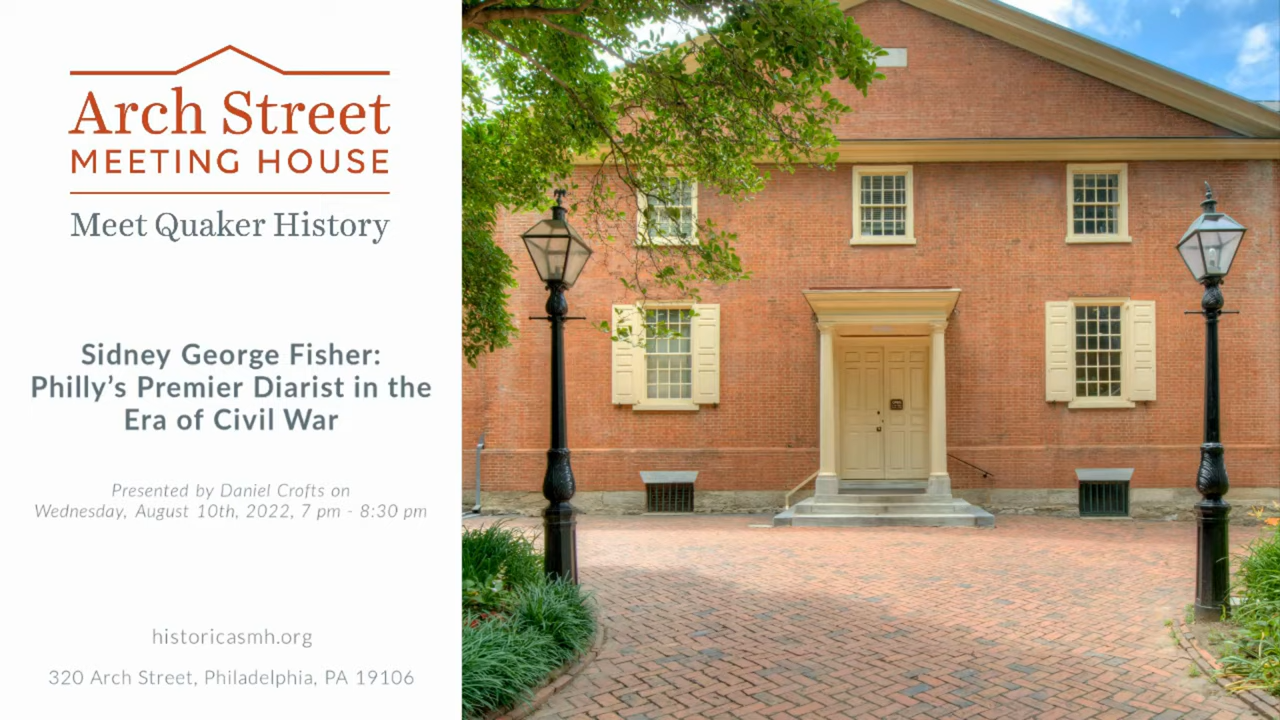 Arch Street
MEETING HOUSE
Meet Quaker History
Sidney George Fisher:
Philly's Premier Diarist in the
Era of Civil War
Presented by Daniel Crofts on
Wednesday, August 10th, 2022, 7 pm - 8:30 pm
historicasmh.org
320 Arch Street, Philadelphia, PA 19106